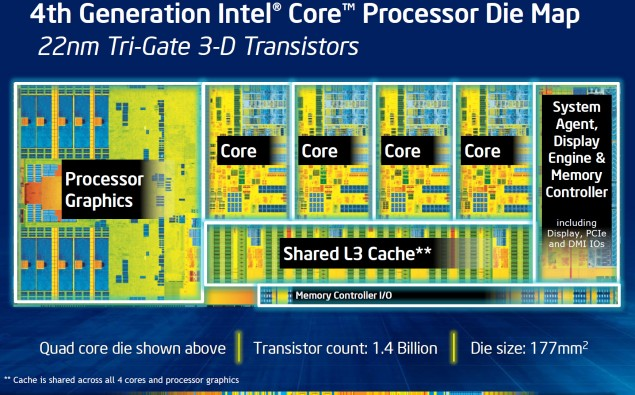 4th Generation Intel® Core™ Processor Die Map
22nm Tri-Gate 3-D Transistors
Processor
Graphics
Core
Core
Core
Core
System
Agent,
Display
Engine &
Memory
Controller
including
Display, PCIe
and DMI IOs
Shared L3 Cache**
Memory Controller I/O
Quad core die shown above
Transistor count: 1.4 Billion
Die size: 177mm²
** Cache is shared across all 4 cores and processor graphics